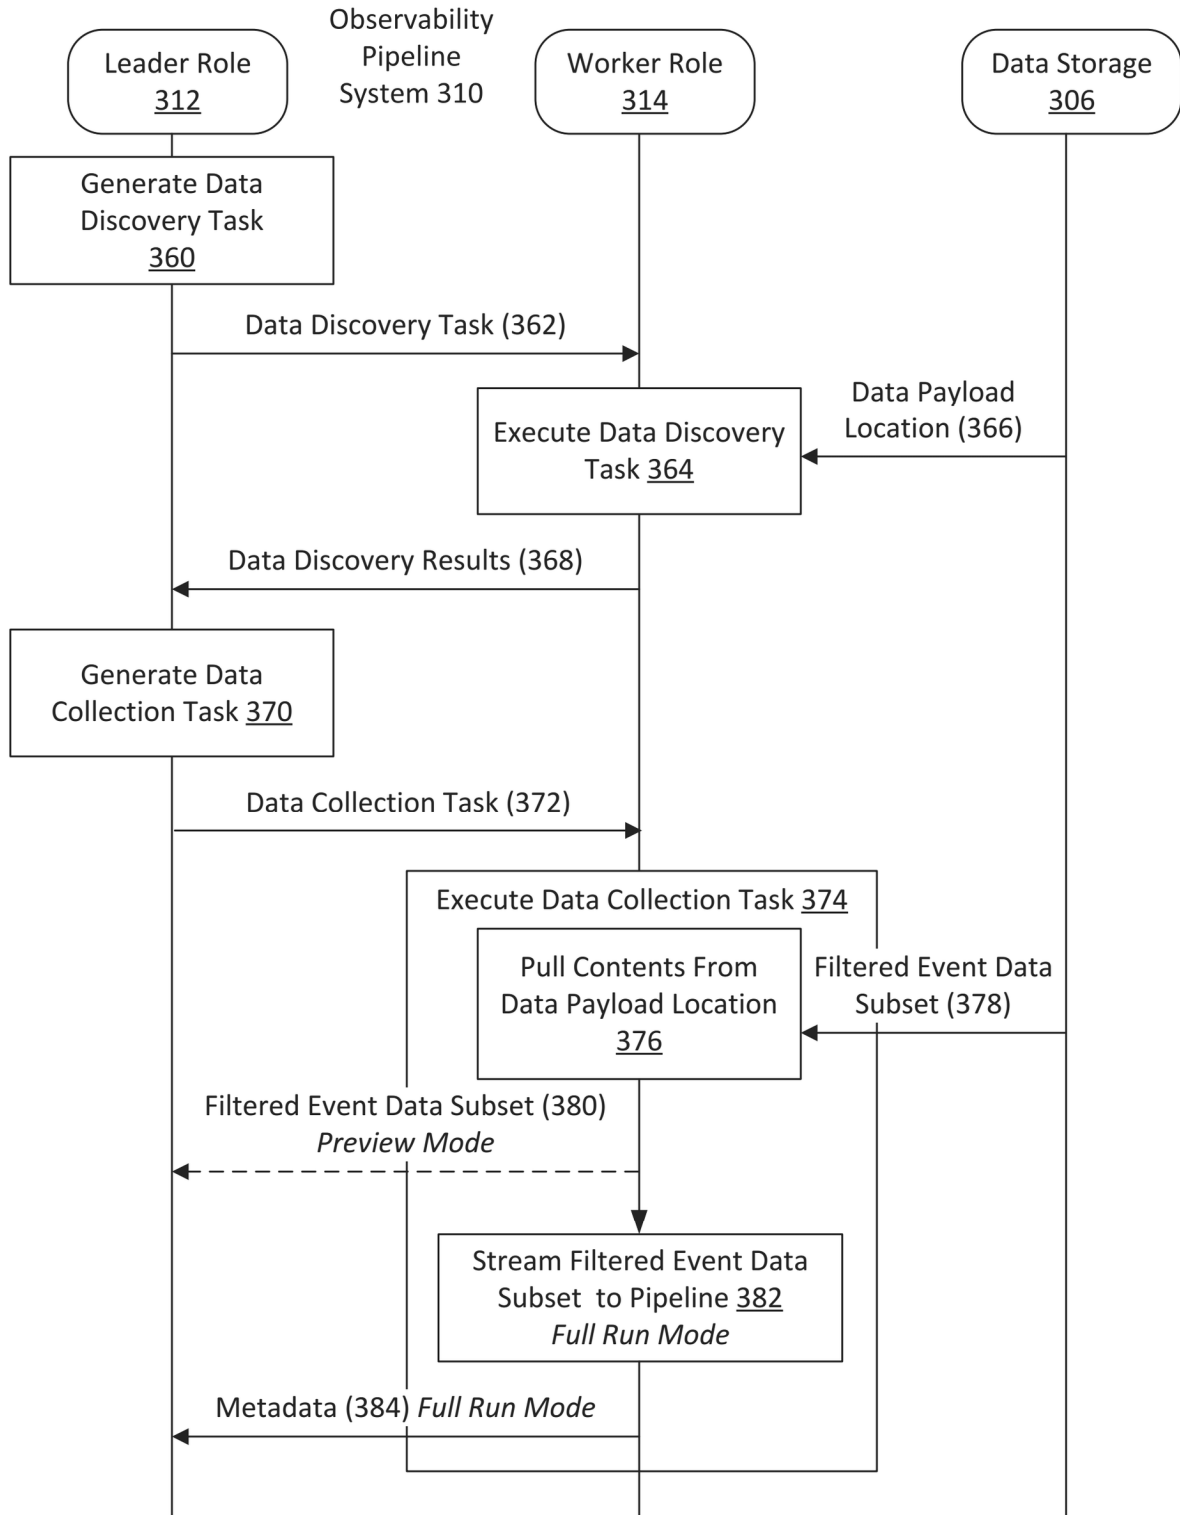 Observability
Pipeline
System 310
Leader Role
312
Worker Role
314
Data Storage
306
Generate Data
Discovery Task
360
Data Discovery Task (362)
Data Payload
Location (366)
Execute Data Discovery
Task 364
Data Discovery Results (368)
Generate Data
Collection Task 370
Data Collection Task (372)
Execute Data Collection Task 374
Pull Contents From
Data Payload Location
376
Filtered Event Data
Subset (378)
Filtered Event Data Subset (380)
Preview Mode
Stream Filtered Event Data
Subset to Pipeline 382
Full Run Mode
Metadata (384) Full Run Mode